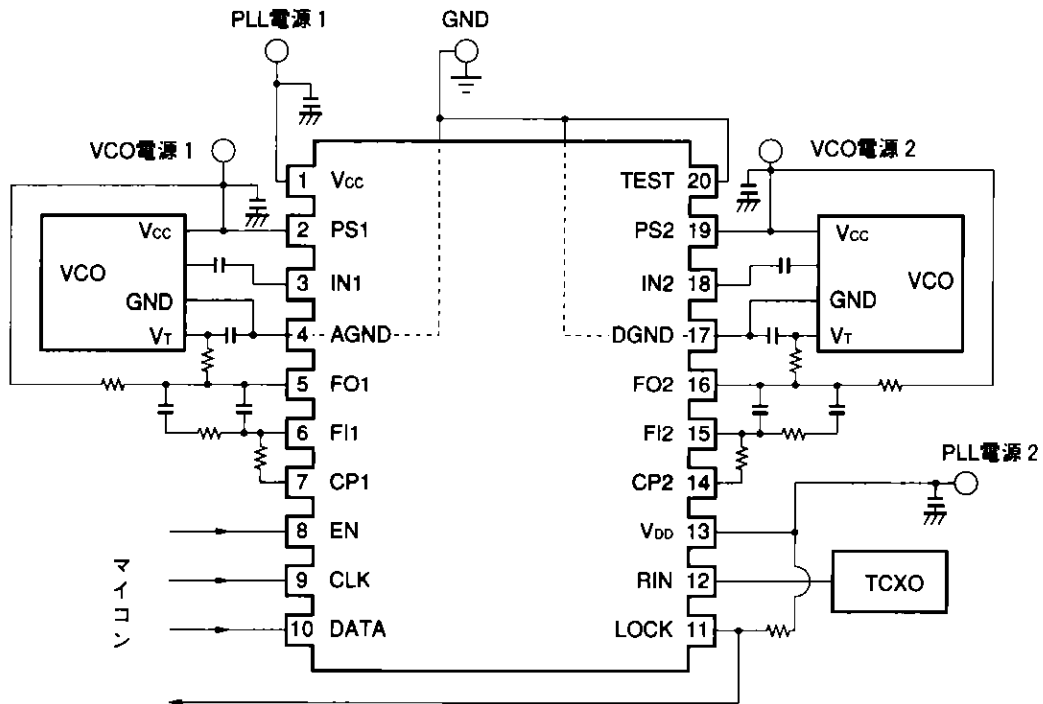 PLL電源 1
GND
VCO電源 1
VCO電源 2
1 VCC
TEST 20
2 PS1
PS2 19
3 IN1
IN2 18
4 AGND
DGND 17
5 FO1
FO2 16
6 FI1
FI2 15
7 CP1
CP2 14
8 EN
VDD 13
9 CLK
RIN 12
10 DATA
LOCK 11
VCC
VCO
GND
VT
VCC
VCO
GND
VT
PLL電源 2
TCXO
マイコン